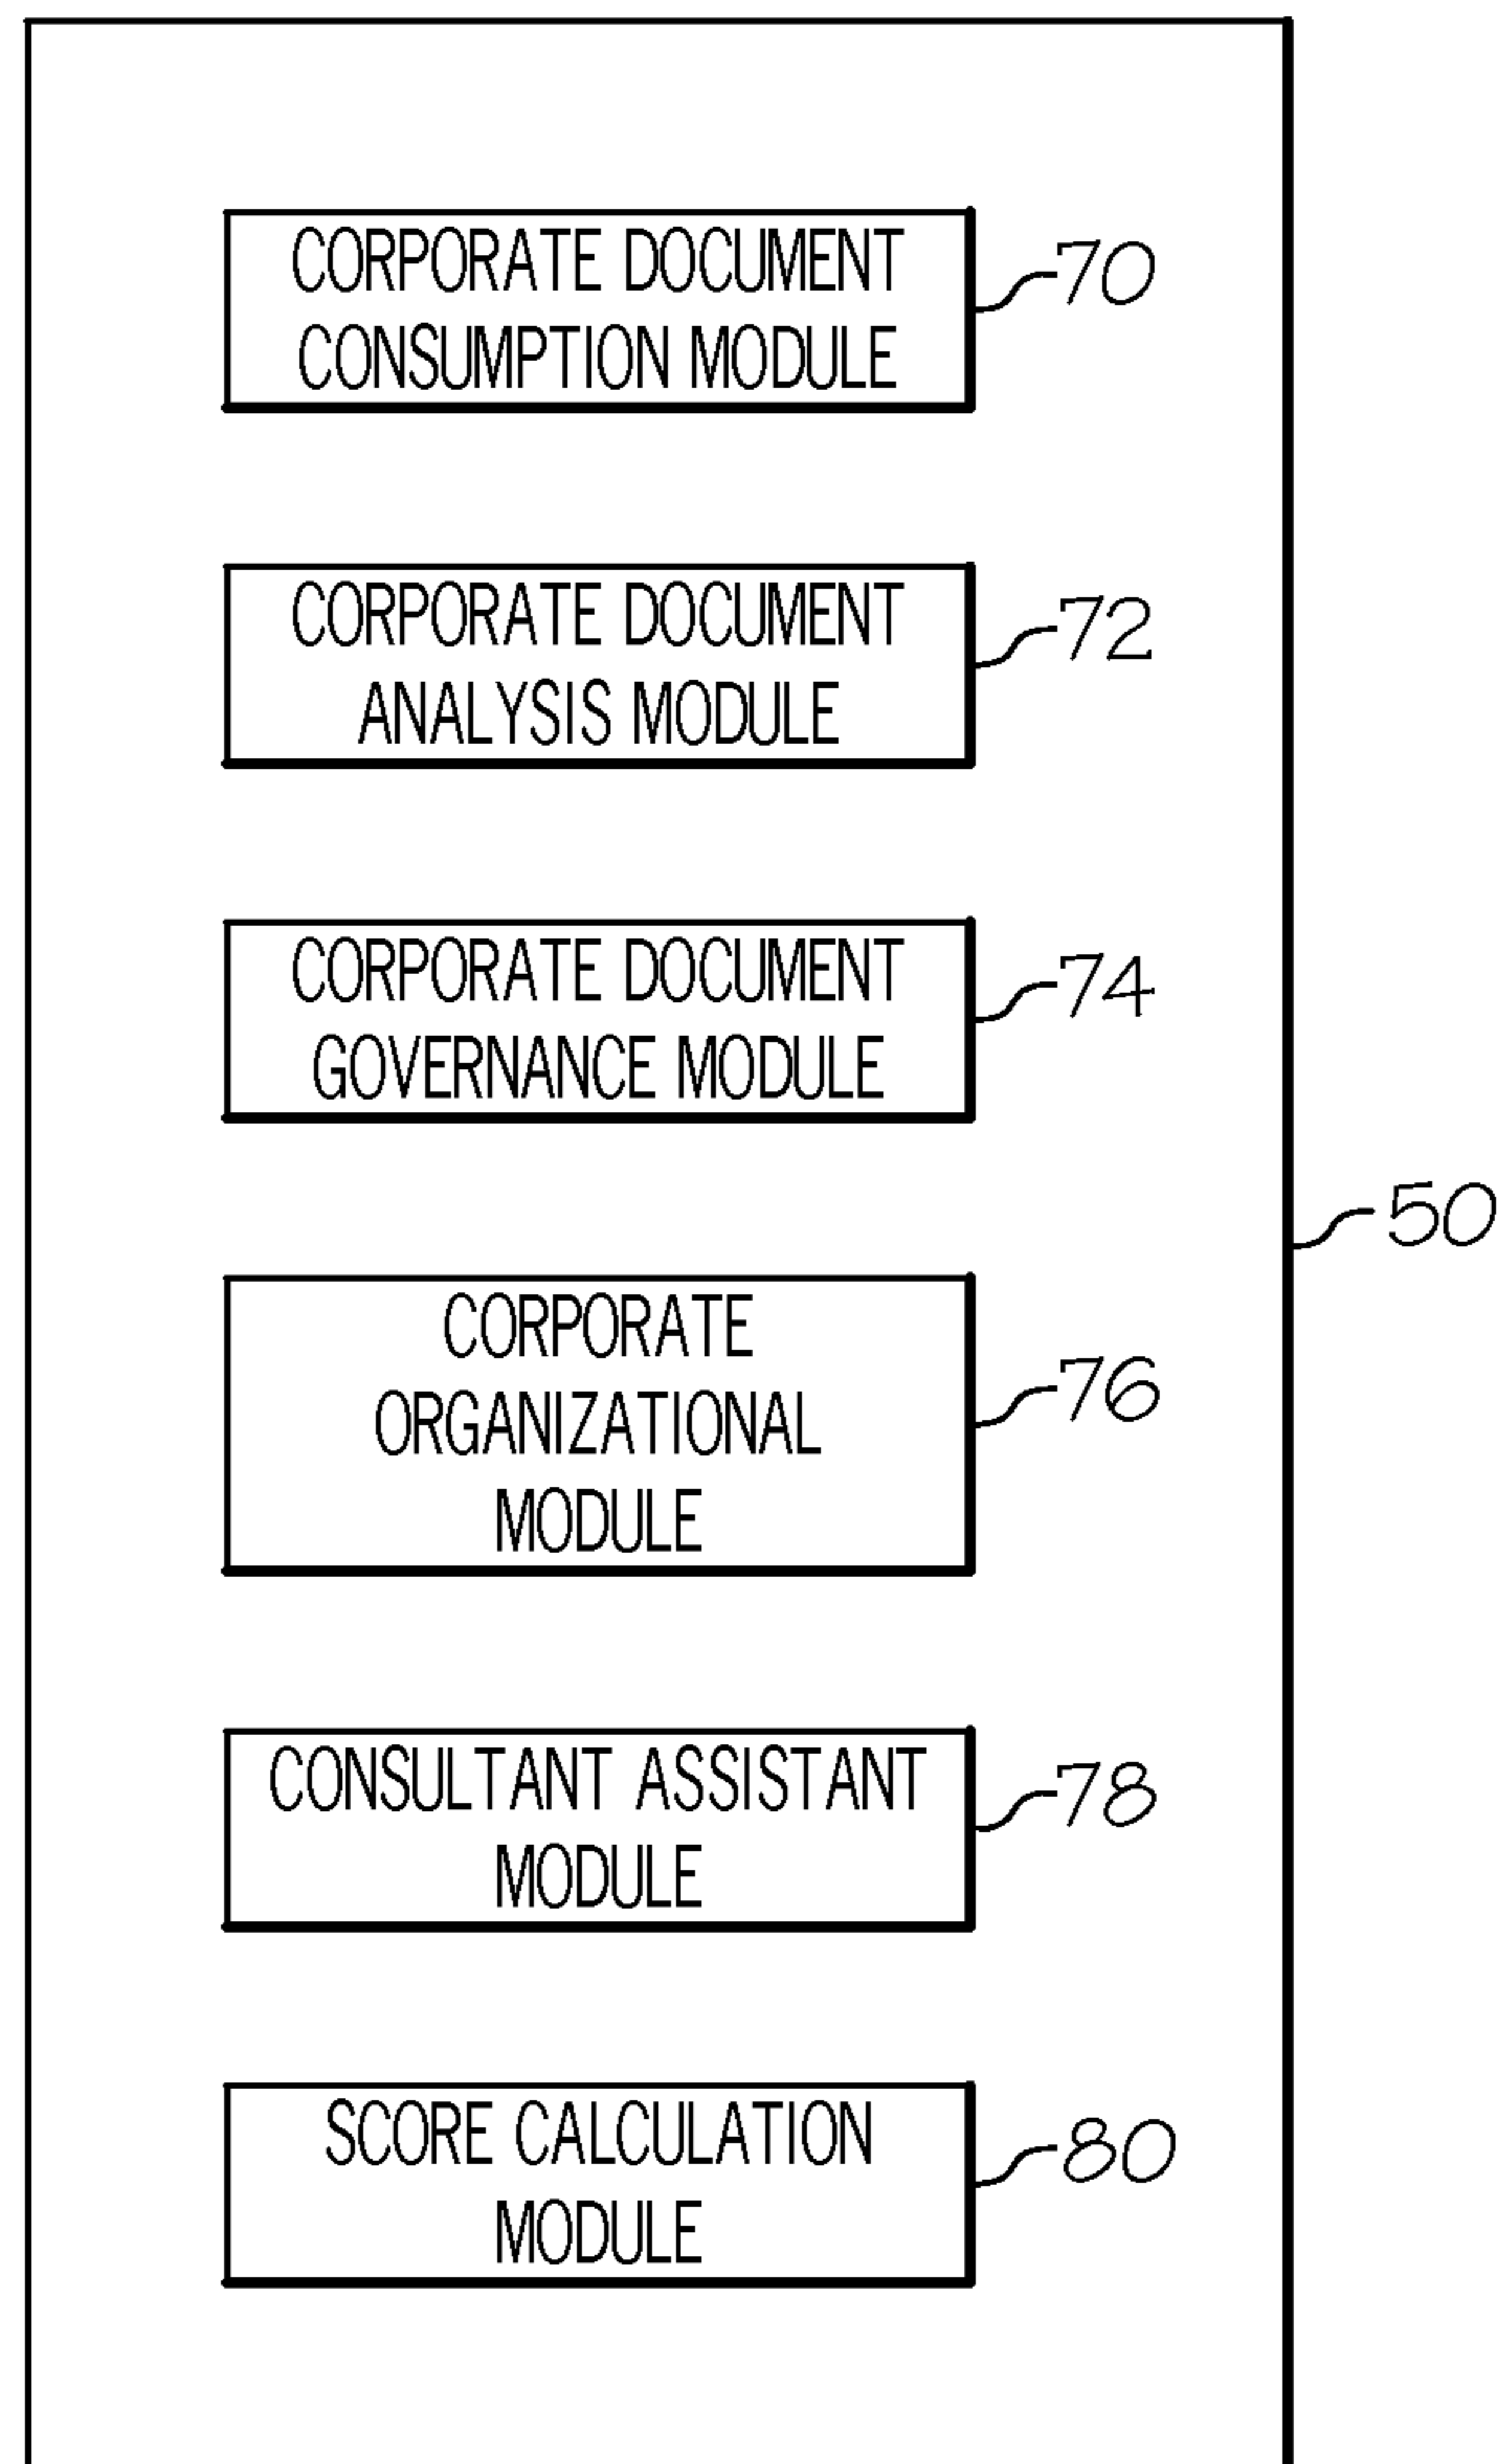 CORPORATE DOCUMENT
CONSUMPTION MODULE
70
CORPORATE DOCUMENT
ANALYSIS MODULE
72
CORPORATE DOCUMENT
GOVERNANCE MODULE
74
50
CORPORATE
ORGANIZATIONAL
MODULE
76
CONSULTANT ASSISTANT
MODULE
78
SCORE CALCULATION
MODULE
80